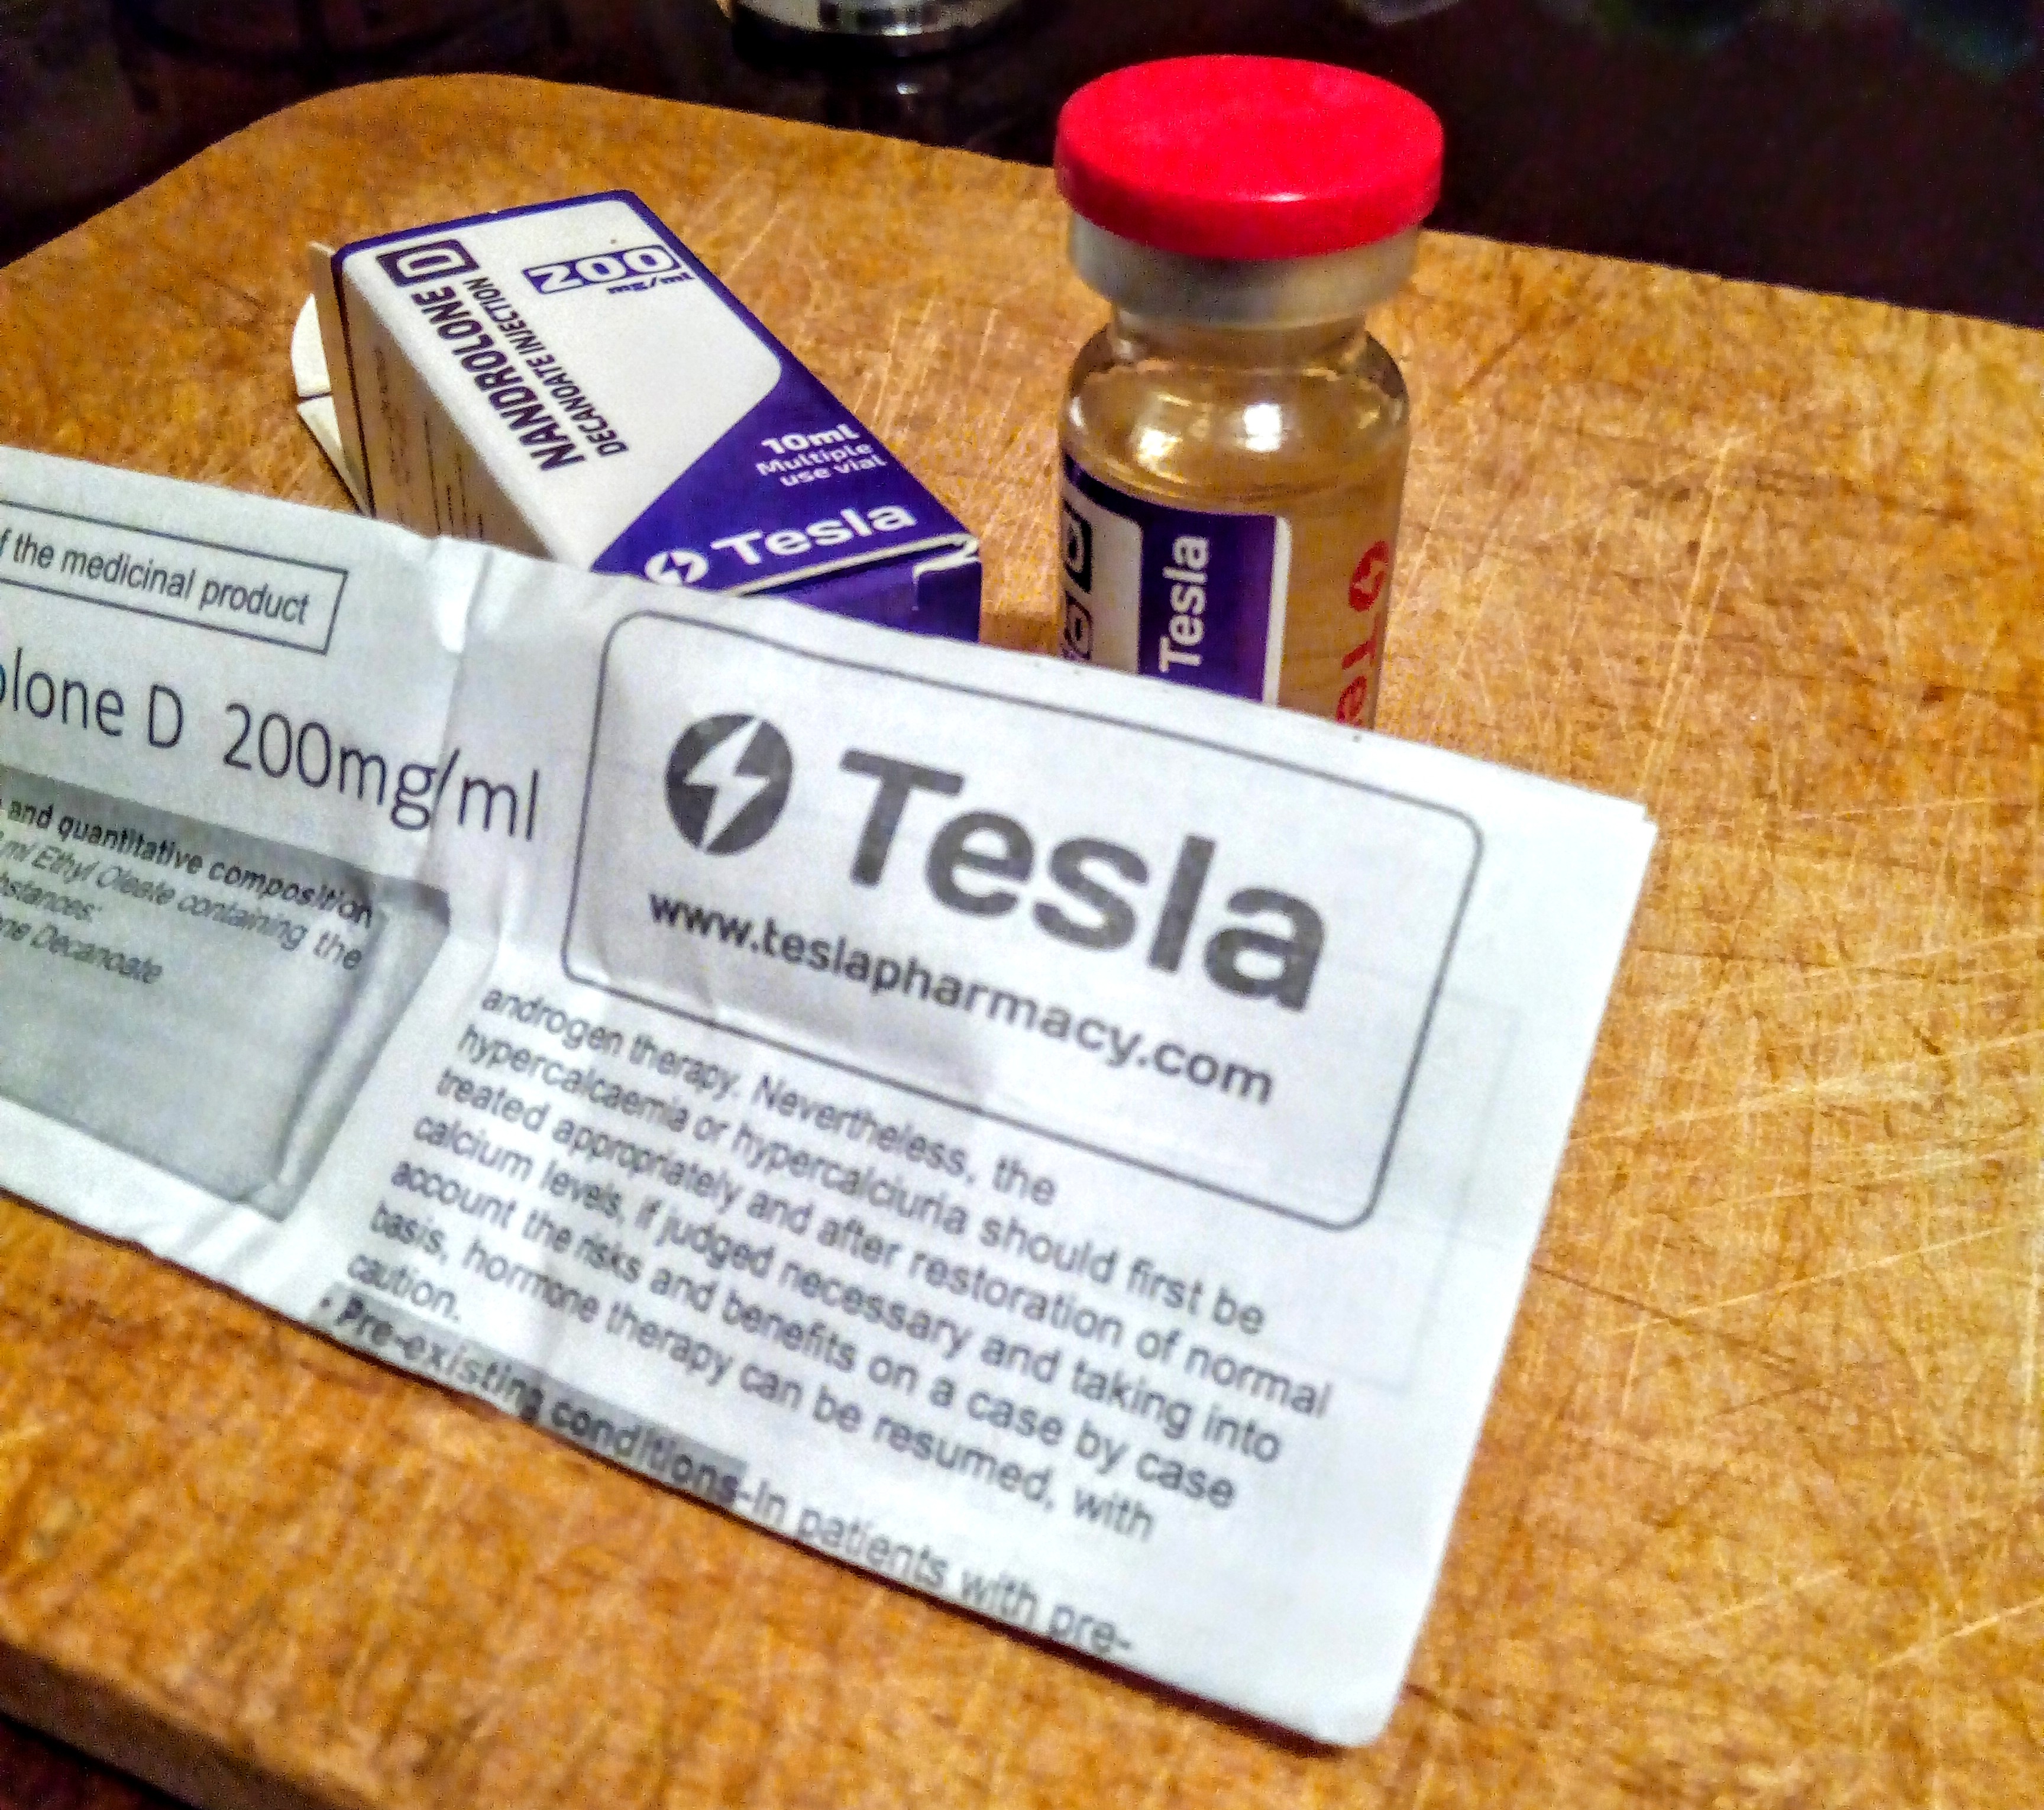 NANDROLONE D
DECANOATE INJECTION
200
mg/ml
10ml
Multiple
use vial
Tesla
Tesla
of the medicinal product
olone D 200mg/ml
and quantitative composition
ml Ethyl Oleate containing the
bstances:
one Decanoate
Tesla
www.teslapharmacy.com
androgen therapy. Nevertheless, the
hypercalcaemia or hypercalciuria should first be
treated appropriately and after restoration of normal
calcium levels, if judged necessary and taking into
account the risks and benefits on a case by case
basis, hormone therapy can be resumed, with
caution.
• Pre-existing conditions-In patients with pre-